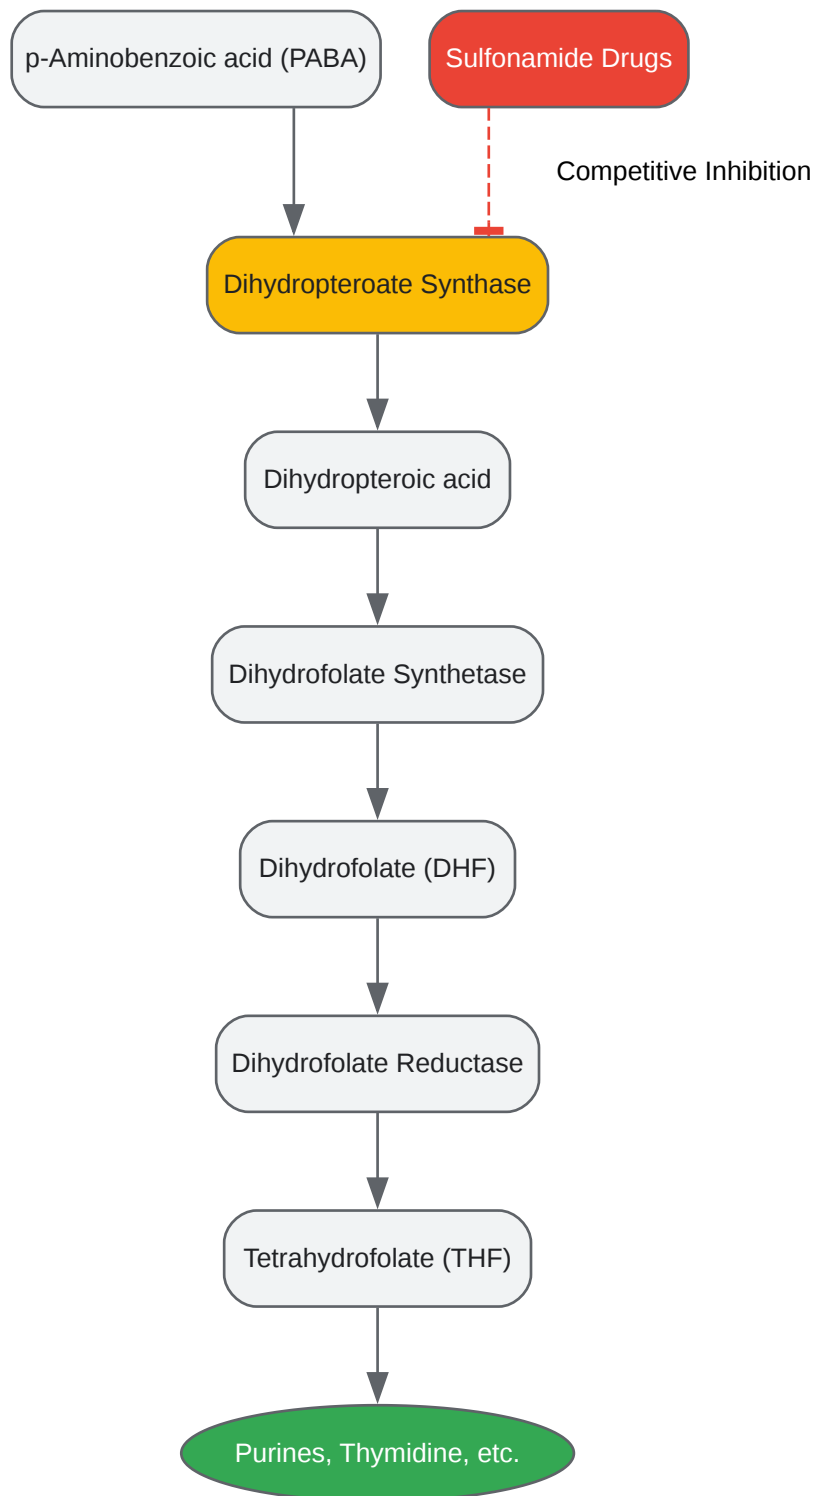 p-Aminobenzoic acid (PABA)
Sulfonamide Drugs
Competitive Inhibition
Dihydropteroate Synthase
Dihydropteroic acid
Dihydrofolate Synthetase
Dihydrofolate (DHF)
Dihydrofolate Reductase
Tetrahydrofolate (THF)
Purines, Thymidine, etc.